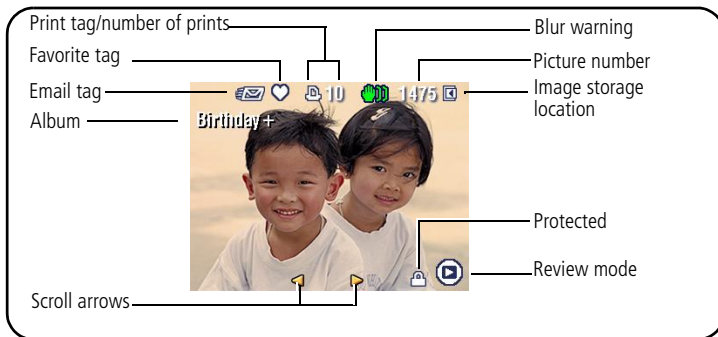 Print tag/number of prints
Favorite tag
Email tag
Album
Blur warning
Picture number
Image storage
location
10
1475
Birthday+
Protected
Review mode
Scroll arrows